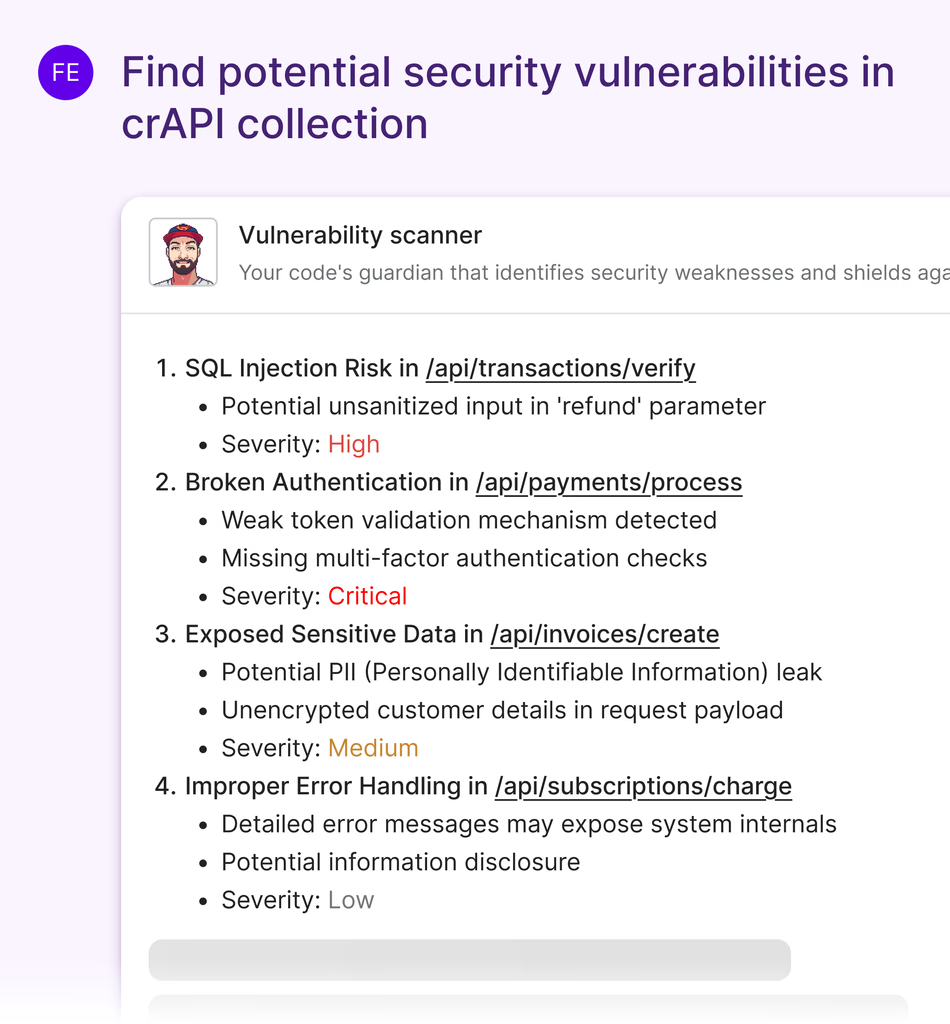 FE
Find potential security vulnerabilities in
crAPI collection
Vulnerability scanner
Your code's guardian that identifies security weaknesses and shields aga
1. SQL Injection Risk in /api/transactions/verify
• Potential unsanitized input in 'refund' parameter
• Severity: High
2. Broken Authentication in /api/payments/process
• Weak token validation mechanism detected
• Missing multi-factor authentication checks
• Severity: Critical
3. Exposed Sensitive Data in /api/invoices/create
• Potential PII (Personally Identifiable Information) leak
• Unencrypted customer details in request payload
• Severity: Medium
4. Improper Error Handling in /api/subscriptions/charge
• Detailed error messages may expose system internals
• Potential information disclosure
• Severity: Low